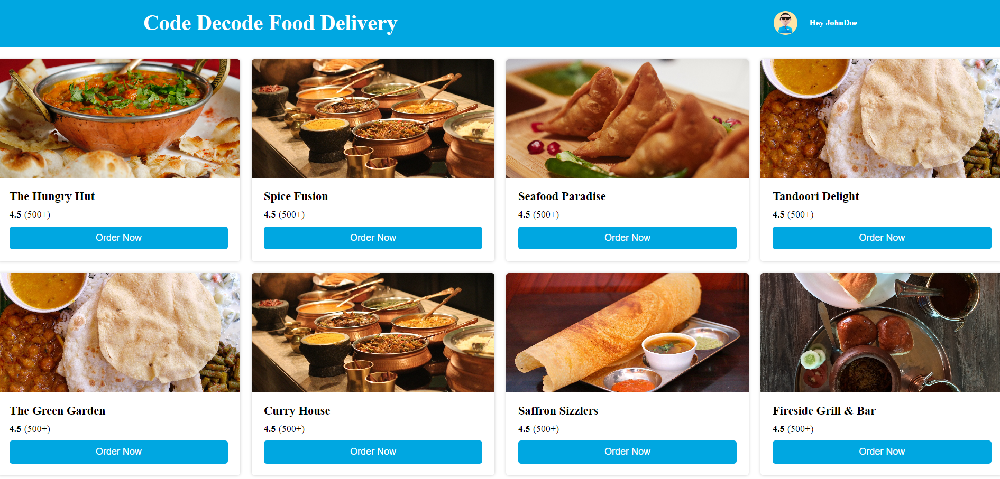 Code Decode Food Delivery
Hey JohnDoe
The Hungry Hut
4.5 (500+)
Order Now
Spice Fusion
4.5 (500+)
Order Now
Seafood Paradise
4.5 (500+)
Order Now
Tandoori Delight
4.5 (500+)
Order Now
The Green Garden
4.5 (500+)
Order Now
Curry House
4.5 (500+)
Order Now
Saffron Sizzlers
4.5 (500+)
Order Now
Fireside Grill & Bar
4.5 (500+)
Order Now